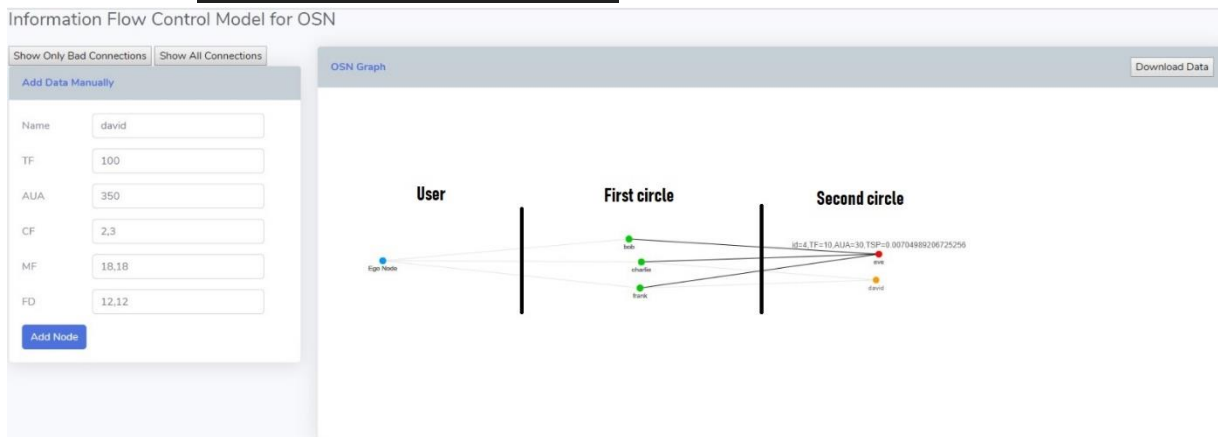 Information Flow Control Model for OSN
Show Only Bad Connections Show All Connections
Add Data Manually
Name david
TF 100
AUA 350
CF 2,3
MF 18,18
FD 12,12
Add Node
OSN Graph
Download Data
User First circle Second circle
Ego Node
bob
charlie
frank
id=4,TF=10,AUA=30,TSP=0.00704989206725256
eve
david